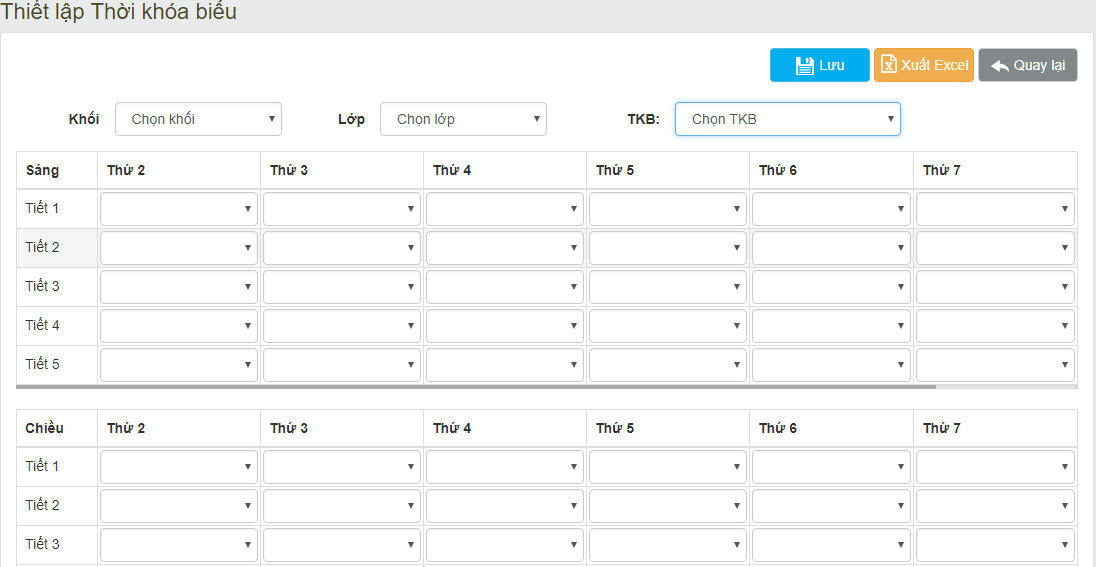 Thiết lập Thời khóa biếu
Lưu Xuất Excel Quay lại
Khối Chọn khối Lớp Chọn lớp TKB: Chọn TKB
Sáng Thứ 2 Thứ 3 Thứ 4 Thứ 5 Thứ 6 Thứ 7
Tiết 1
Tiết 2
Tiết 3
Tiết 4
Tiết 5
Chiều Thứ 2 Thứ 3 Thứ 4 Thứ 5 Thứ 6 Thứ 7
Tiết 1
Tiết 2
Tiết 3